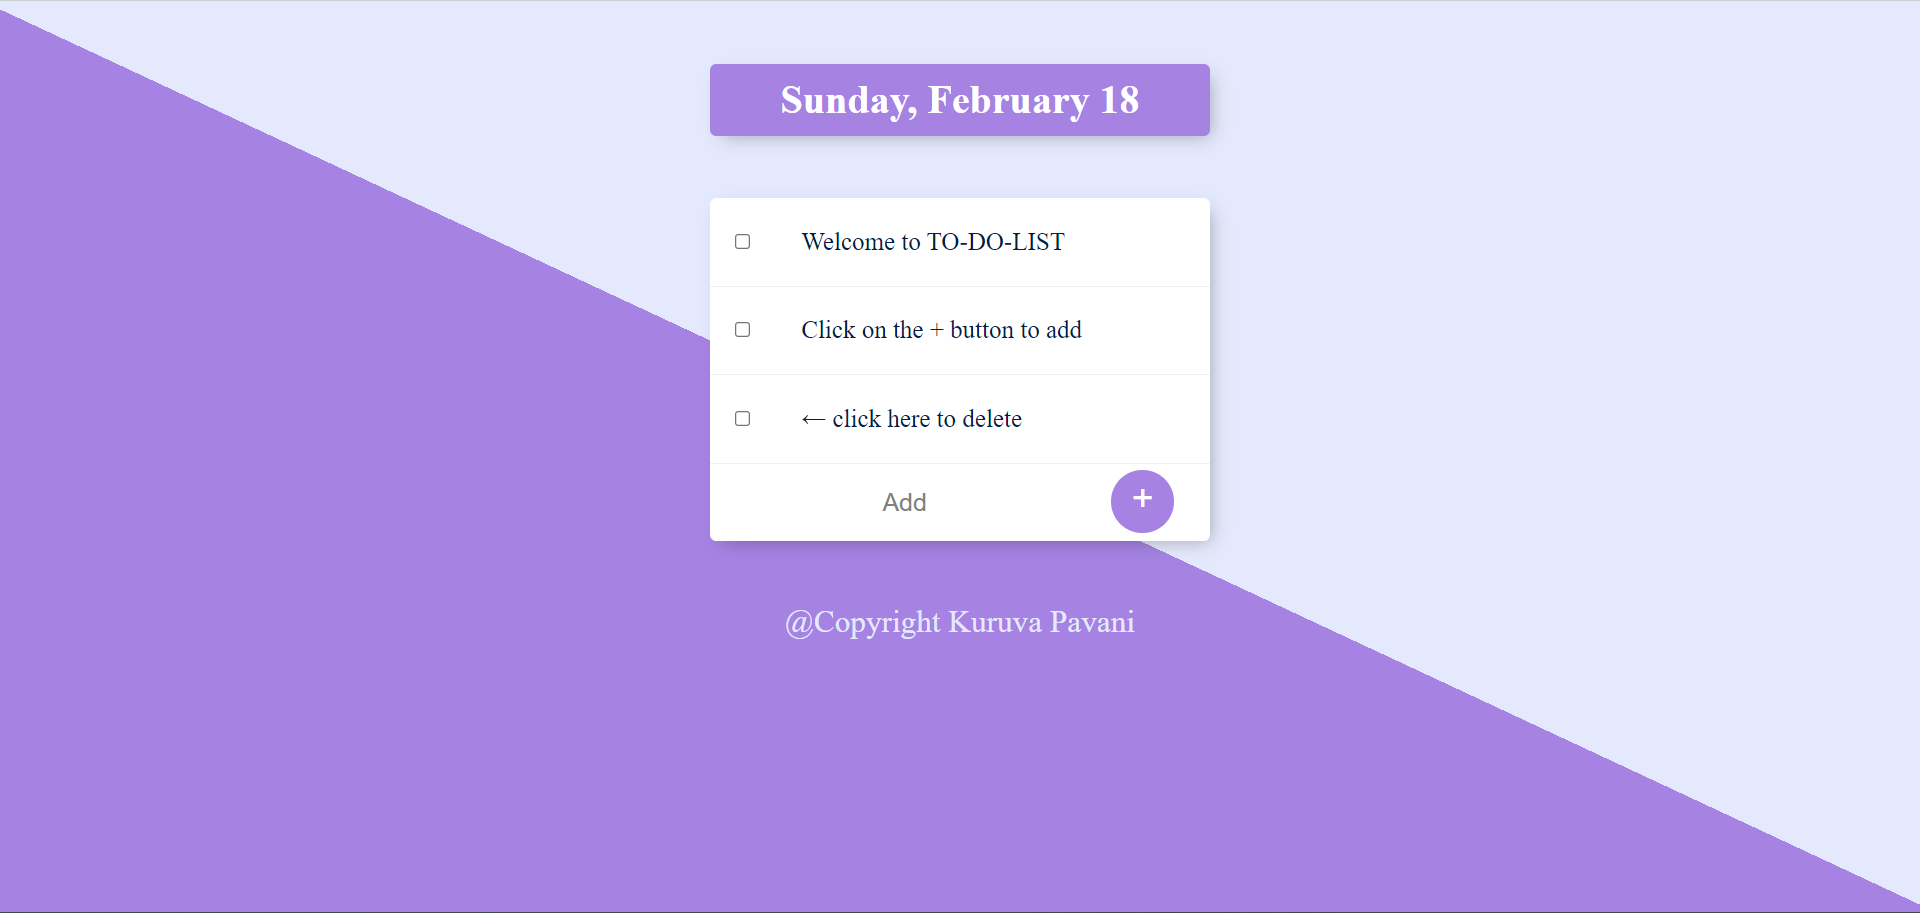 Sunday, February 18
Welcome to TO-DO-LIST
Click on the + button to add
← click here to delete
Add +
@Copyright Kuruva Pavani